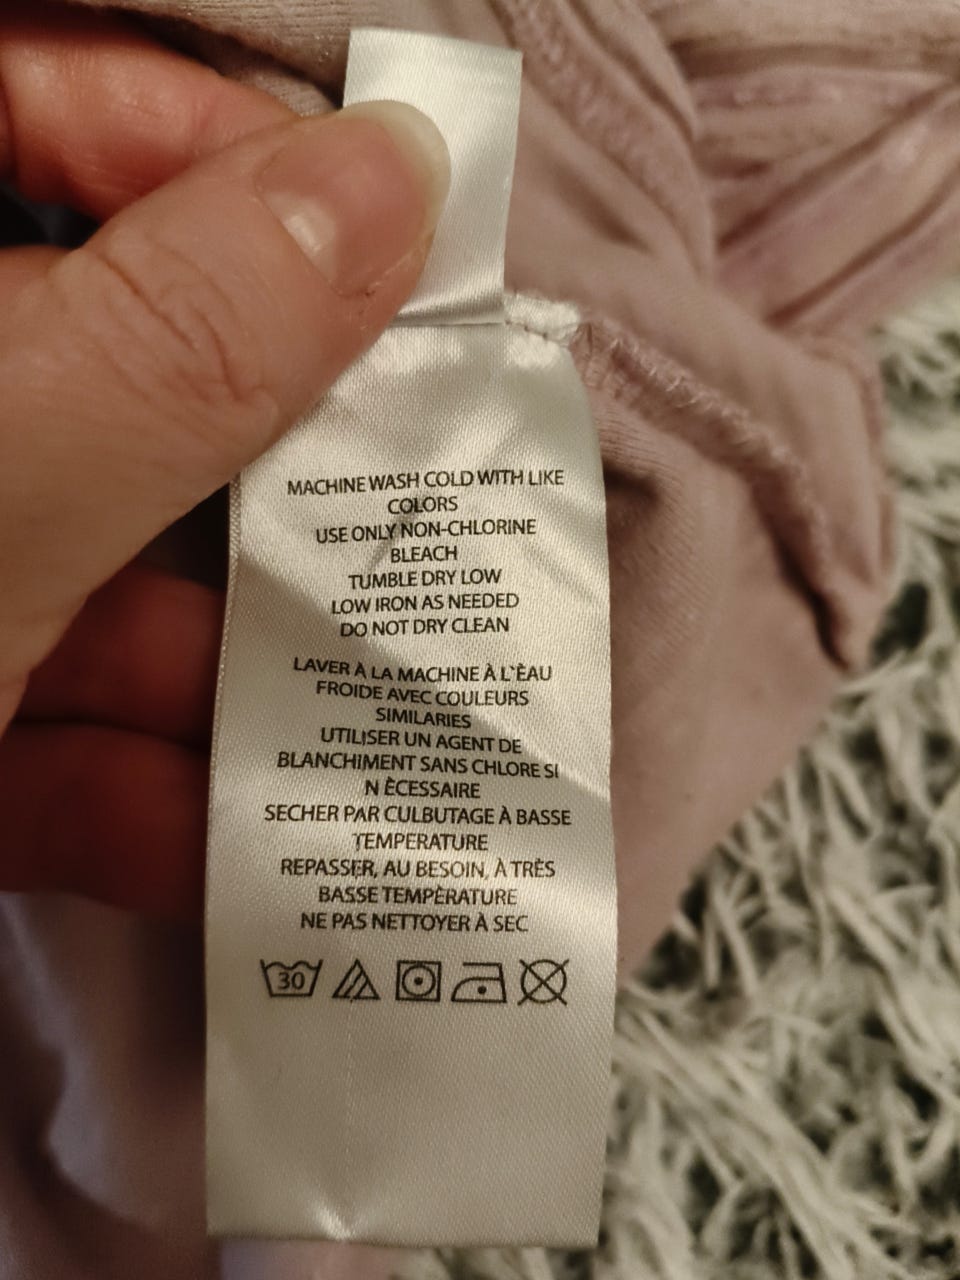 MACHINE WASH COLD WITH LIKE
COLORS
USE ONLY NON-CHLORINE
BLEACH
TUMBLE DRY LOW
LOW IRON AS NEEDED
DO NOT DRY CLEAN
LAVER À LA MACHINE À L`ÈAU
FROIDE AVEC COULEURS
SIMILARIES
UTILISER UN AGENT DE
BLANCHIMENT SANS CHLORE SI
N ÈCESSAIRE
SECHER PAR CULBUTAGE À BASSE
TEMPERATURE
REPASSER, AU BESOIN, À TRÈS
BASSE TEMPÈRATURE
NE PAS NETTOYER À SEC
30